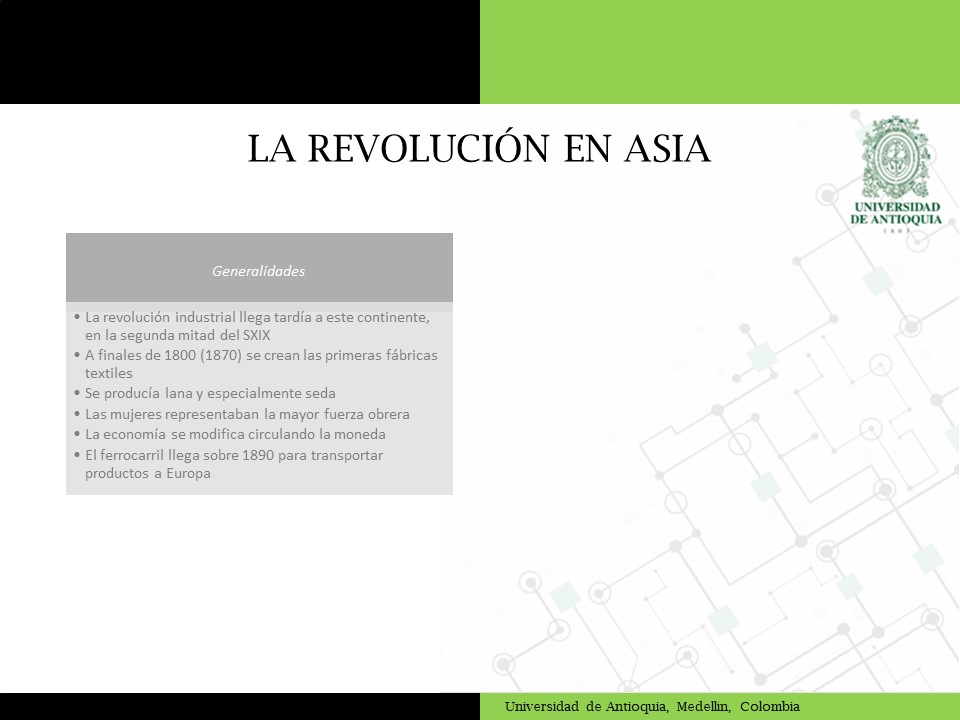 LA REVOLUCIÓN EN ASIA
UNIVERSIDAD
DE ANTIOQUIA
1803
Generalidades
• La revolución industrial llega tardía a este continente,
en la segunda mitad del SXIX
• A finales de 1800 (1870) se crean las primeras fábricas
textiles
• Se producía lana y especialmente seda
• Las mujeres representaban la mayor fuerza obrera
• La economía se modifica circulando la moneda
• El ferrocarril llega sobre 1890 para transportar
productos a Europa
Universidad de Antioquia, Medellin, Colombia